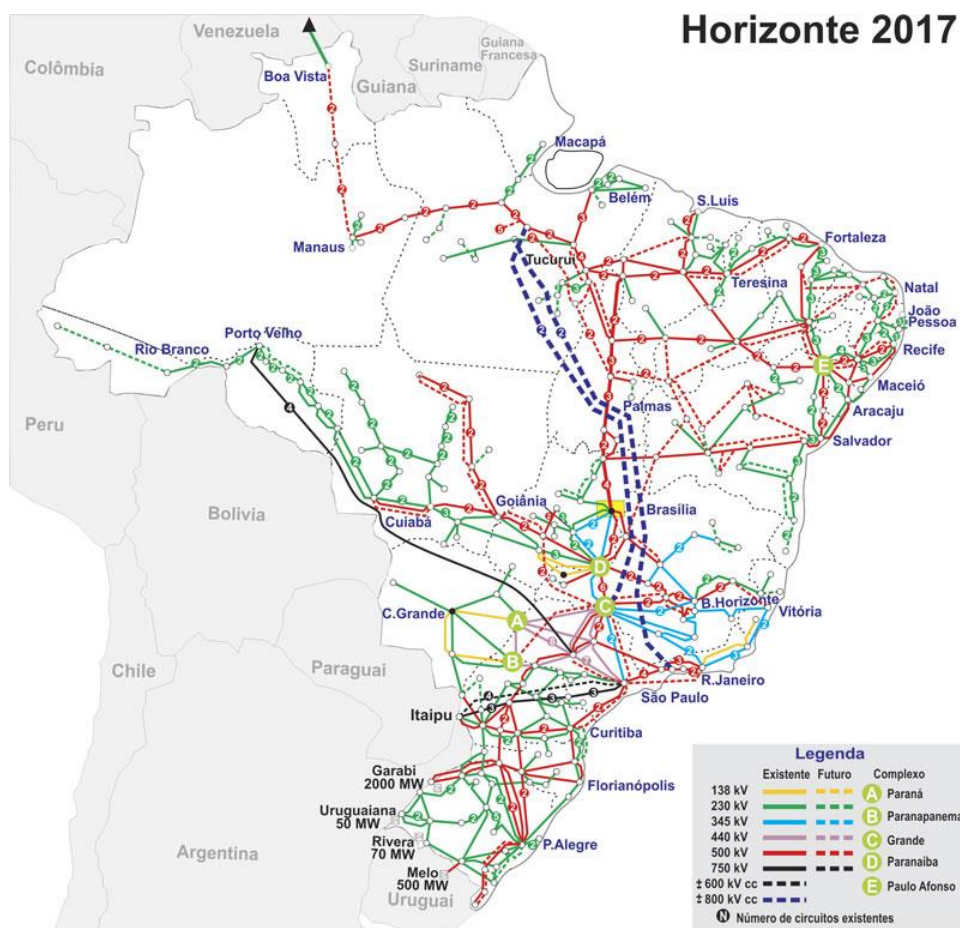 Horizonte 2017
Venezuela
Guiana
Francesa
Suriname
Colômbia
Boa Vista
Guiana
Macapá
Belém
S.Luís
Manaus
Fortaleza
Tucuruí
Teresina
Natal
João
Pessoa
Porto Velho
Rio Branco
Recife
E
Maceió
Palmas
Aracaju
Peru
Salvador
Goiânia
Brasília
Bolivia
Cuiabá
D
C
B.Horizonte
Vitória
C.Grande
A
B
Chile
Paraguai
R.Janeiro
São Paulo
Itaipu
Curitiba
Garabi
2000 MW
Florianópolis
Uruguaiana
50 MW
Rivera
70 MW
P.Alegre
Argentina
Melo
500 MW
Uruguai
Legenda
Existente Futuro Complexo
138 kV A Paraná
230 kV
345 kV B Paranapanema
440 kV C Grande
500 kV D Paranaíba
750 kV
±600 kV cc E Paulo Afonso
±800 kV cc
N Número de circuitos existentes